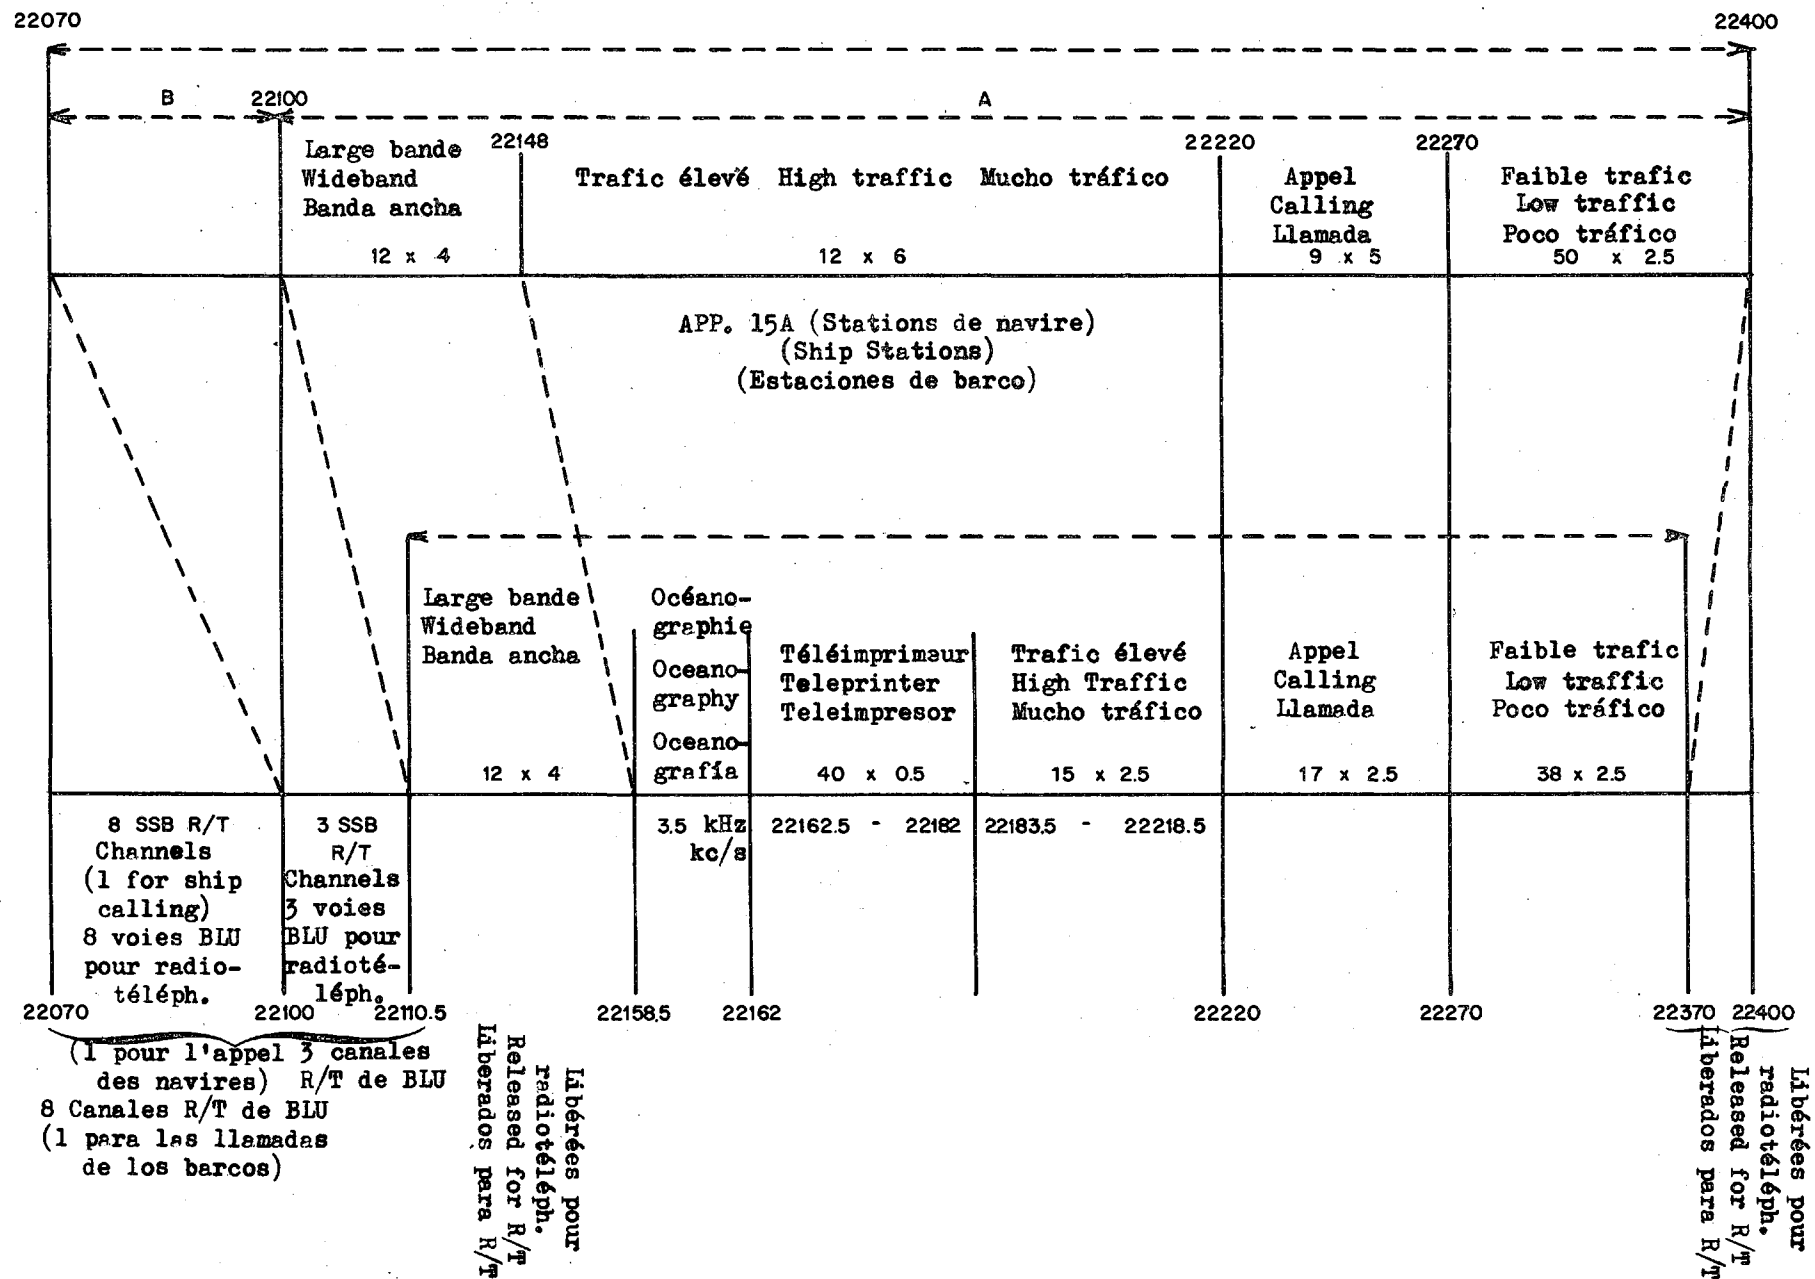 22070
22400
B
22100
A
Large bande
Wideband
Banda ancha
12 x 4
22148
Trafic élevé High traffic Mucho tráfico
12 x 6
22220
Appel
Calling
Llamada
9 x 5
22270
Faible trafic
Low traffic
Poco tráfico
50 x 2.5
APP. 15A (Stations de navire)
(Ship Stations)
(Estaciones de barco)
Large bande
Wideband
Banda ancha
12 x 4
Océano-
graphie
Oceano-
graphy
Oceano-
grafía
Téléimprimaur
Teleprinter
Teleimpresor
40 x 0.5
Trafic élevé
High Traffic
Mucho tráfico
15 x 2.5
Appel
Calling
Llamada
17 x 2.5
Faible trafic
Low traffic
Poco tráfico
38 x 2.5
8 SSB R/T
Channels
(1 for ship
calling)
8 voies BLU
pour radio-
téléph.
3 SSB
R/T
Channels
3 voies
BLU pour
radioté-
léph.
3.5 kHz
kc/s
22162.5 - 22182
22183.5 - 22218.5
22070
22100
22110.5
22158.5
22162
22220
22270
22370
22400
(1 pour l'appel
des navires)
8 Canales R/T de BLU
(1 para las llamadas
de los barcos)
3 canales
R/T de BLU
Libérées pour
radiotéléph.
Released for R/T
Liberados para R/T
Libérées pour
radiotéléph.
Released for R/T
Liberados para R/T